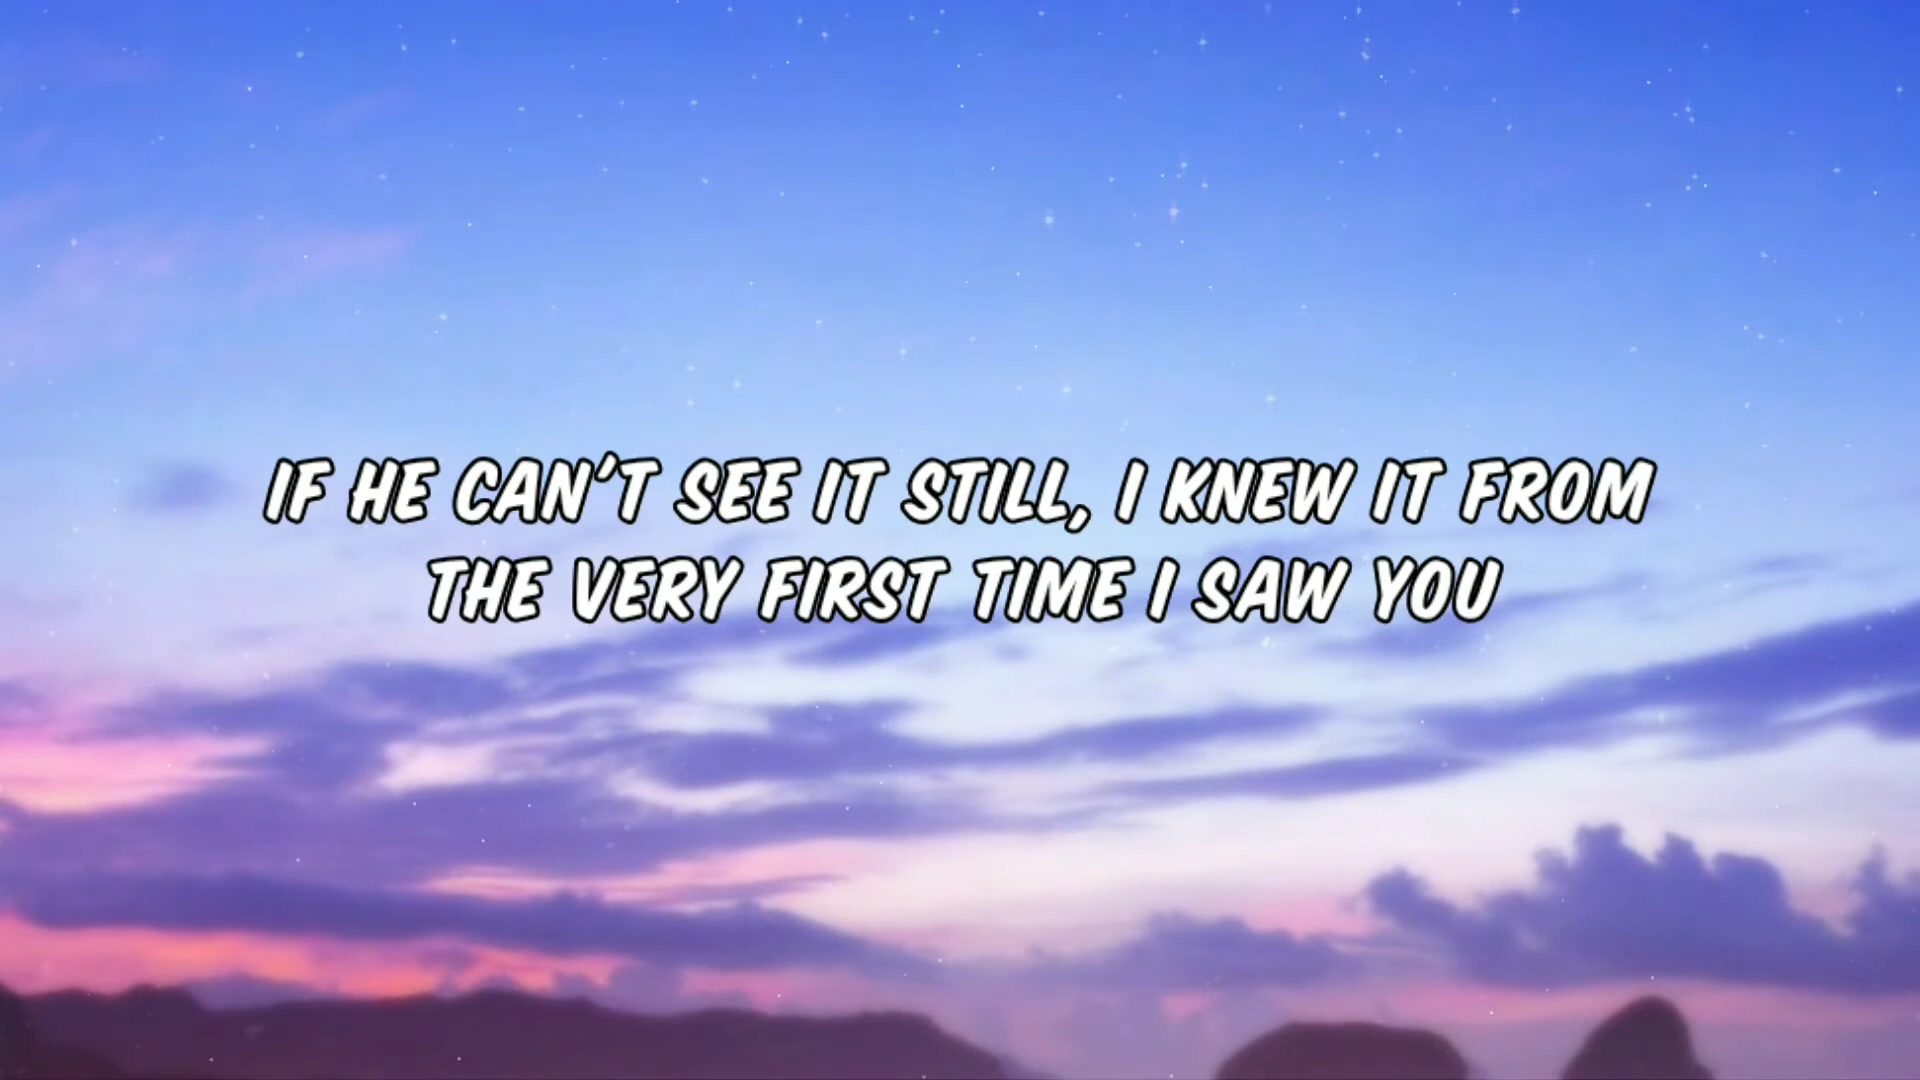 IF HE CAN'T SEE IT STILL, I KNEW IT FROM
THE VERY FIRST TIME I SAW YOU